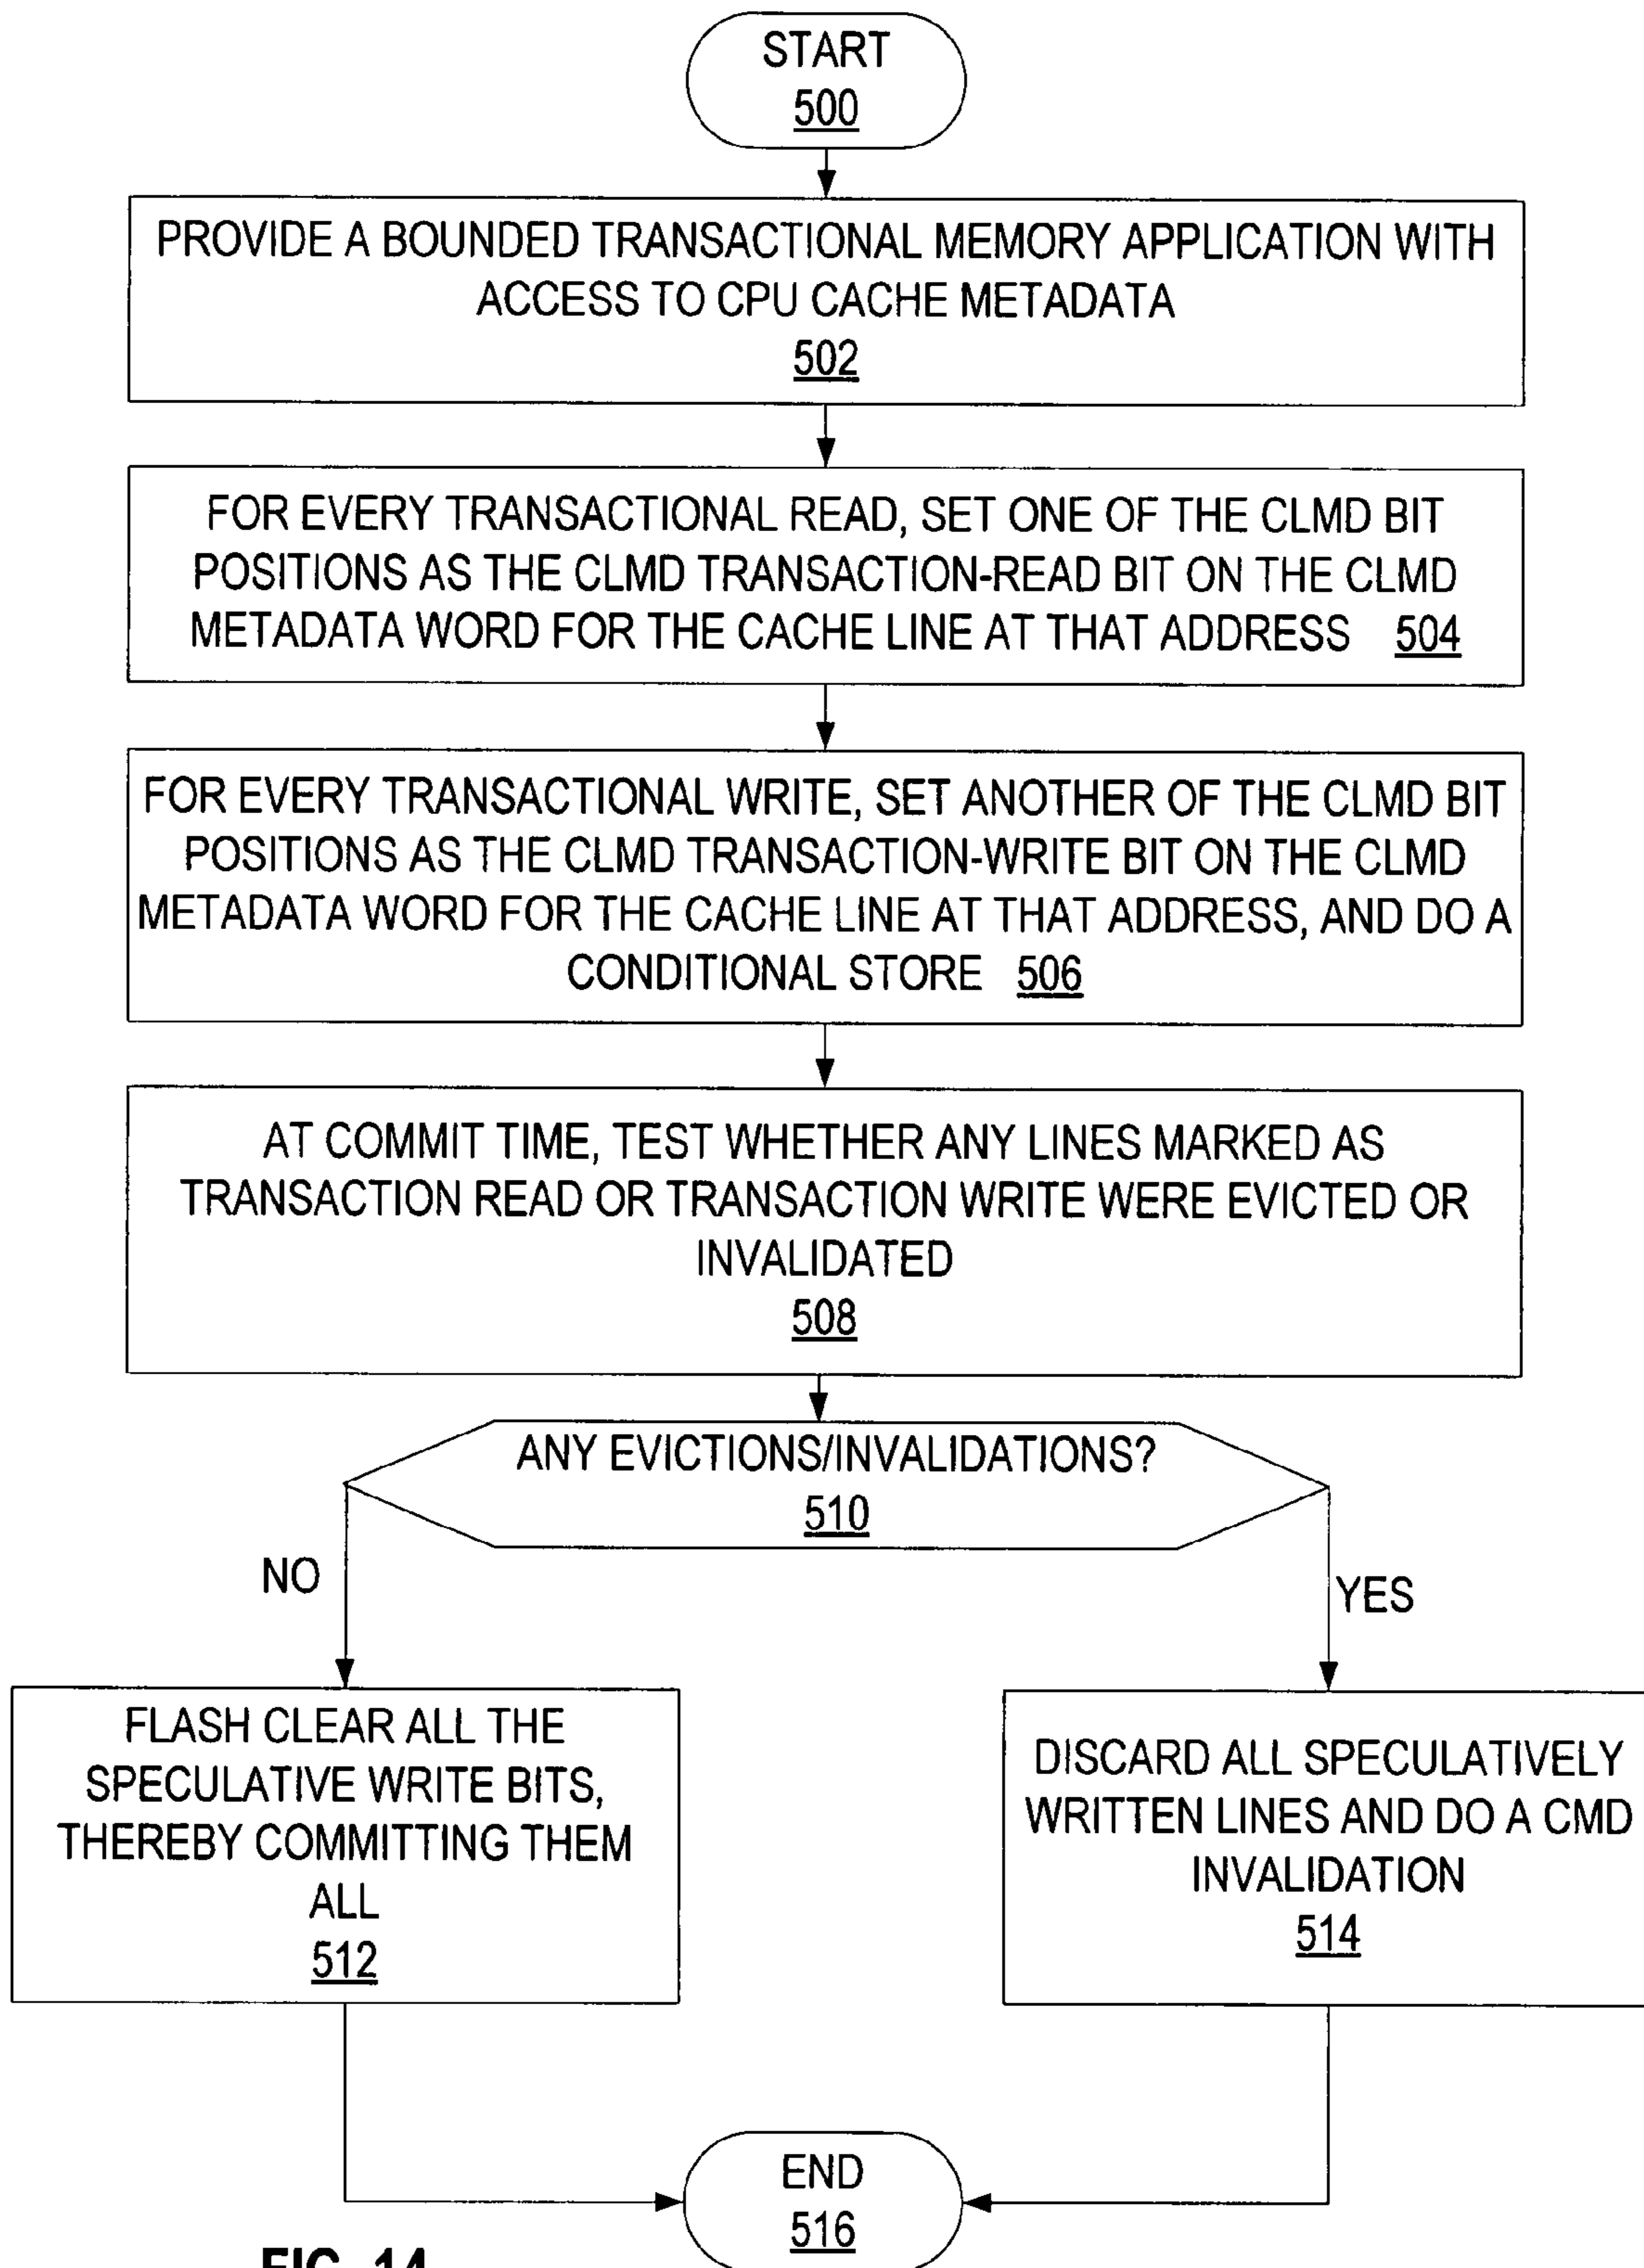 START
500
PROVIDE A BOUNDED TRANSACTIONAL MEMORY APPLICATION WITH
ACCESS TO CPU CACHE METADATA
502
FOR EVERY TRANSACTIONAL READ, SET ONE OF THE CLMD BIT
POSITIONS AS THE CLMD TRANSACTION-READ BIT ON THE CLMD
METADATA WORD FOR THE CACHE LINE AT THAT ADDRESS 504
FOR EVERY TRANSACTIONAL WRITE, SET ANOTHER OF THE CLMD BIT
POSITIONS AS THE CLMD TRANSACTION-WRITE BIT ON THE CLMD
METADATA WORD FOR THE CACHE LINE AT THAT ADDRESS, AND DO A
CONDITIONAL STORE 506
AT COMMIT TIME, TEST WHETHER ANY LINES MARKED AS
TRANSACTION READ OR TRANSACTION WRITE WERE EVICTED OR
INVALIDATED
508
ANY EVICTIONS/INVALIDATIONS?
510
NO
YES
FLASH CLEAR ALL THE
SPECULATIVE WRITE BITS,
THEREBY COMMITTING THEM
ALL
512
DISCARD ALL SPECULATIVELY
WRITTEN LINES AND DO A CMD
INVALIDATION
514
END
516
FIG. 14